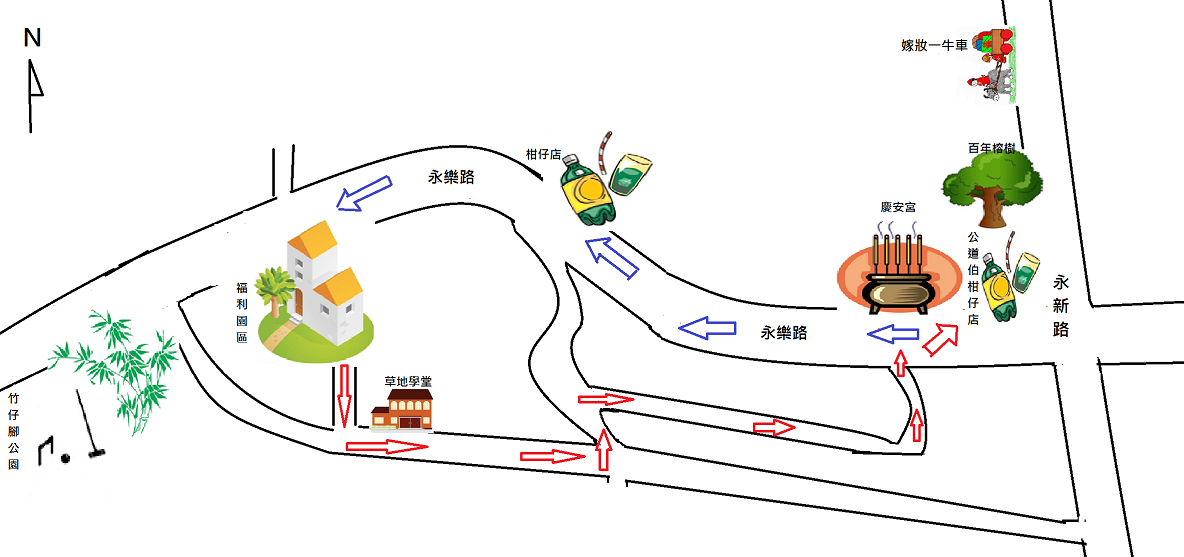 N
嫁妝一牛車
百年榕樹
柑仔店
永樂路
慶安宮
公道伯柑仔店
永新路
福利園區
永樂路
草地學堂
竹仔腳公園